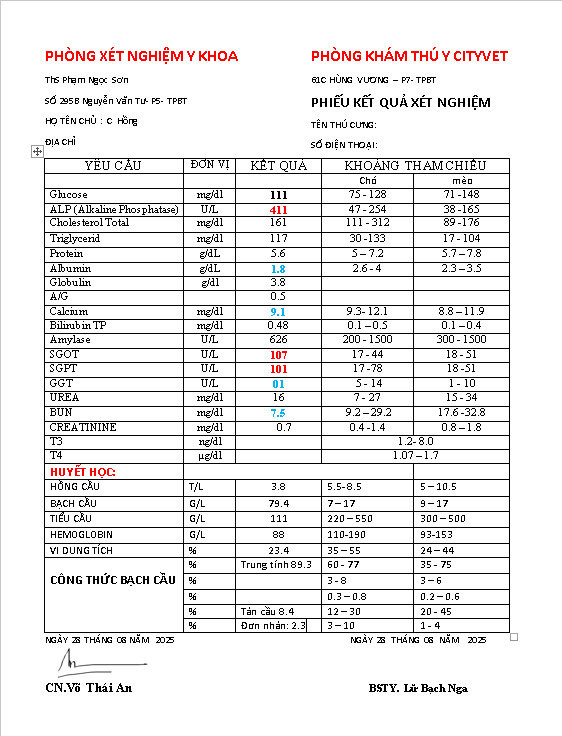 PHÒNG XÉT NGHIỆM Y KHOA
ThS Phạm Ngọc Sơn
SỐ 295B Nguyễn Văn Tư- P5- TPBT
HỌ TÊN CHỦ : C Hồng
ĐỊA CHỈ
PHÒNG KHÁM THÚ Y CITYVET
61C HÙNG VƯƠNG – P7- TPBT
PHIẾU KẾT QUẢ XÉT NGHIỆM
TÊN THÚ CƯNG:
SỐ ĐIỆN THOẠI:
YÊU CẦU ĐƠN VỊ KẾT QUẢ KHOẢNG THAM CHIẾU
Chó mèo
Glucose mg/dl 111 75 - 128 71 -148
ALP (Alkaline Phosphatase) U/L 411 47 - 254 38 -165
Cholesterol Total mg/dl 161 111 - 312 89 -176
Triglycerid mg/dl 117 30 -133 17 - 104
Protein g/dL 5.6 5 – 7.2 5.7 – 7.8
Albumin g/dL 1.8 2.6 - 4 2.3 – 3.5
Globulin g/dl 3.8
A/G 0.5
Calcium mg/dl 9.1 9.3- 12.1 8.8 – 11.9
Bilirubin TP mg/dl 0.48 0.1 – 0.5 0.1 – 0.4
Amylase U/L 626 200 - 1500 300 - 1500
SGOT U/L 107 17 - 44 18 - 51
SGPT U/L 101 17 -78 18 -51
GGT U/L 01 5 - 14 1 - 10
UREA mg/dl 16 7 - 27 15 - 34
BUN mg/dl 7.5 9.2 – 29.2 17.6 -32.8
CREATININE mg/dl 0.7 0.4 -1.4 0.8 – 1.8
T3 ng/dl 1.2- 8.0
T4 µg/dl 1.07 – 1.7
HUYẾT HỌC:
HỒNG CẦU T/L 3.8 5.5- 8.5 5 – 10.5
BẠCH CẦU G/L 79.4 7 – 17 9 – 17
TIỂU CẦU G/L 111 220 – 550 300 – 500
HEMOGLOBIN G/L 88 110-190 93-153
VI DUNG TÍCH % 23.4 35 – 55 24 – 44
CÔNG THỨC BẠCH CẦU % Trung tính 89.3 60 - 77 35 - 75
% 3 - 8 3 – 6
% 0.3 – 0.8 0.2 – 0.6
% Tân cầu 8.4 12 – 30 20 - 45
% Đơn nhân: 2.3 3 – 10 1 - 4
NGÀY 28 THÁNG 08 NĂM 2025 NGÀY 28 THÁNG 08 NĂM 2025
CN.Võ Thái An BSTY. Lữ Bạch Nga